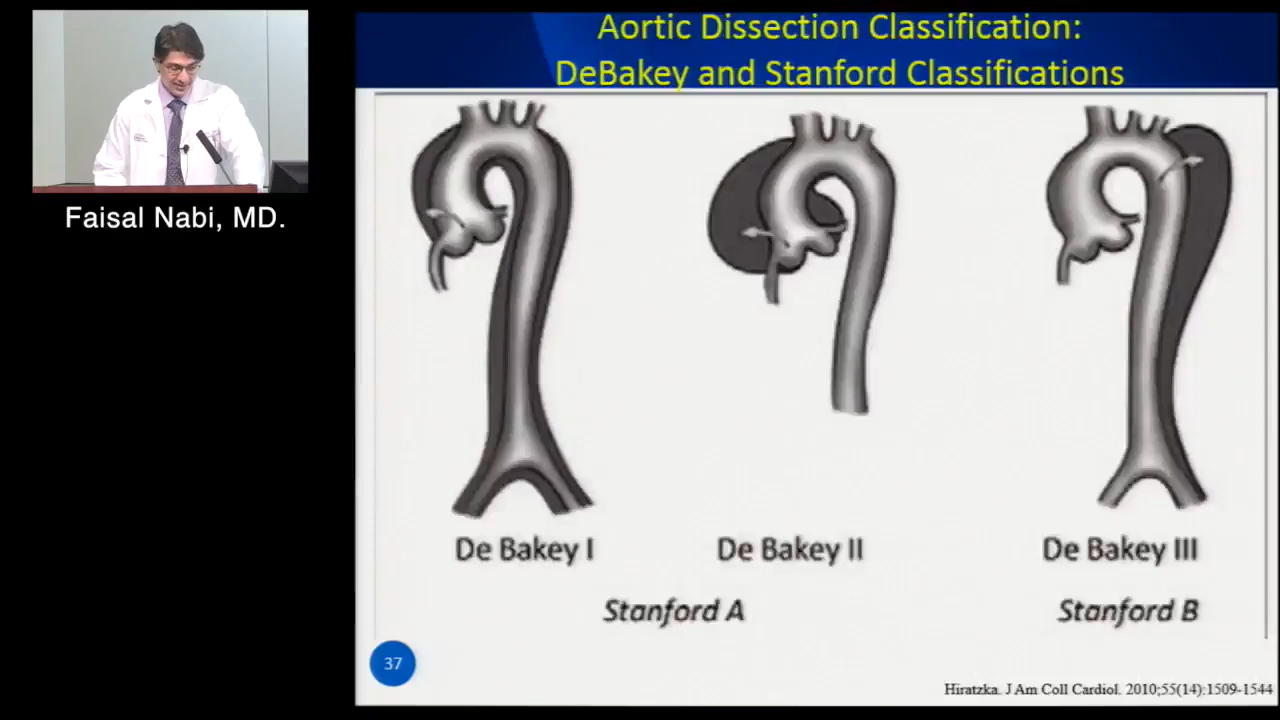 Aortic Dissection Classification:
DeBakey and Stanford Classifications
Faisal Nabi, MD.
De Bakey I
De Bakey II
De Bakey III
Stanford A
Stanford B
37
Hiratzka. J Am Coll Cardiol. 2010;55(14):1509-1544